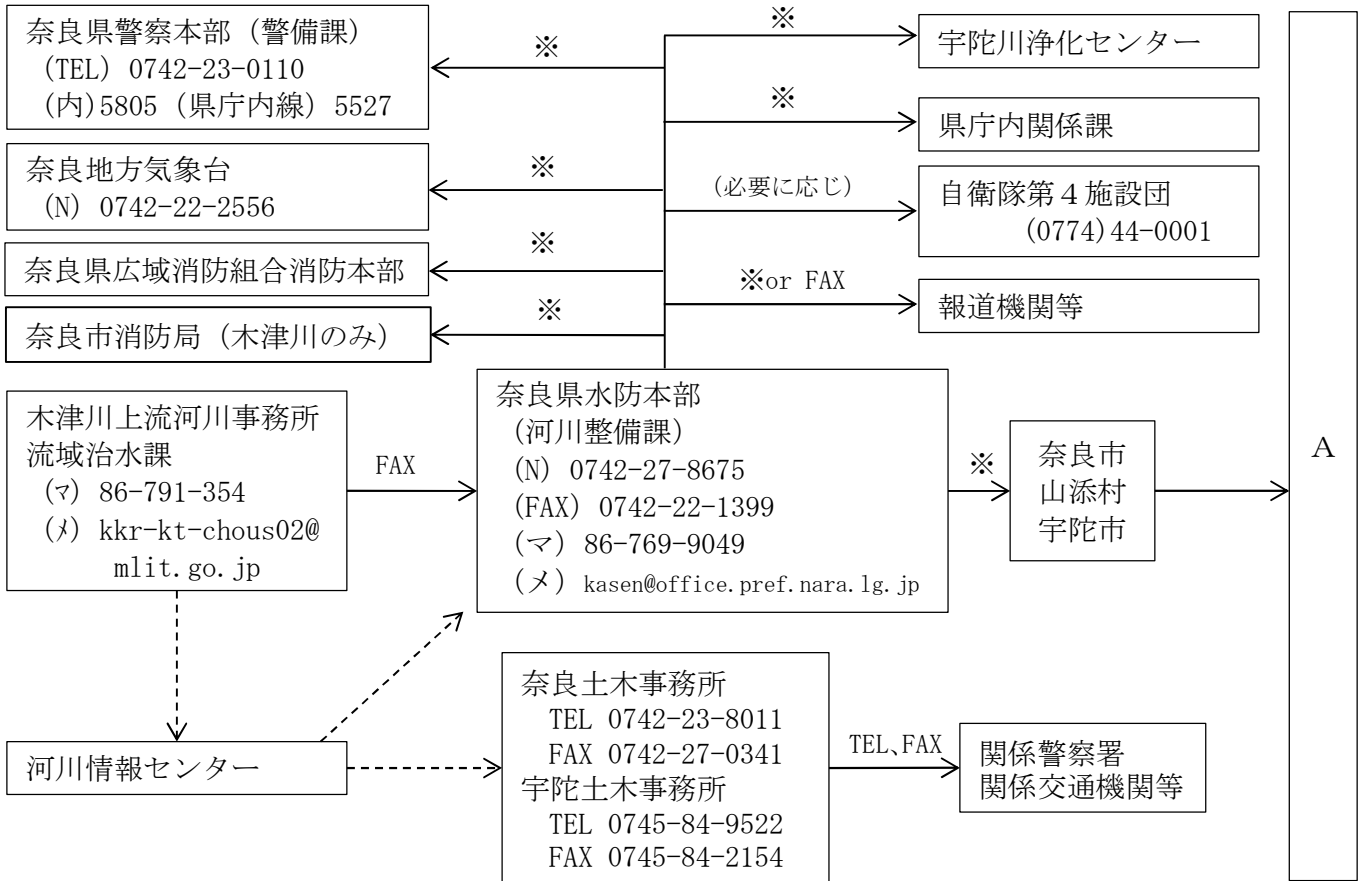 奈良県警察本部（警備課）
(TEL) 0742-23-0110
(内)5805（県庁内線）5527
※
※
宇陀川浄化センター
※
県庁内関係課
奈良地方気象台
(N) 0742-22-2556
※
（必要に応じ）
自衛隊第４施設団
(0774)44-0001
奈良県広域消防組合消防本部
※
※or FAX
報道機関等
奈良市消防局（木津川のみ）
※
木津川上流河川事務所
流域治水課
(ﾏ) 86-791-354
(ﾒ) kkr-kt-chous02@
mlit.go.jp
FAX
奈良県水防本部
（河川整備課）
(N) 0742-27-8675
(FAX) 0742-22-1399
(マ) 86-769-9049
(メ) kasen@office.pref.nara.lg.jp
※
奈良市
山添村
宇陀市
A
河川情報センター
奈良土木事務所
TEL 0742-23-8011
FAX 0742-27-0341
宇陀土木事務所
TEL 0745-84-9522
FAX 0745-84-2154
TEL、FAX
関係警察署
関係交通機関等